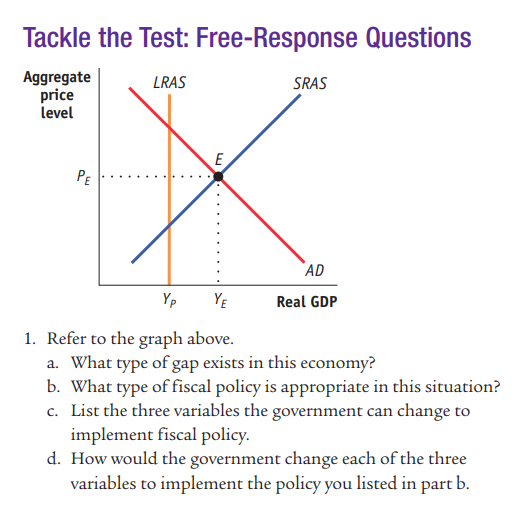 Tackle the Test: Free-Response Questions
Aggregate
price
level
LRAS
SRAS
E
PE
AD
YP
YE
Real GDP
1. Refer to the graph above.
a. What type of gap exists in this economy?
b. What type of fiscal policy is appropriate in this situation?
c. List the three variables the government can change to
implement fiscal policy.
d. How would the government change each of the three
variables to implement the policy you listed in part b.